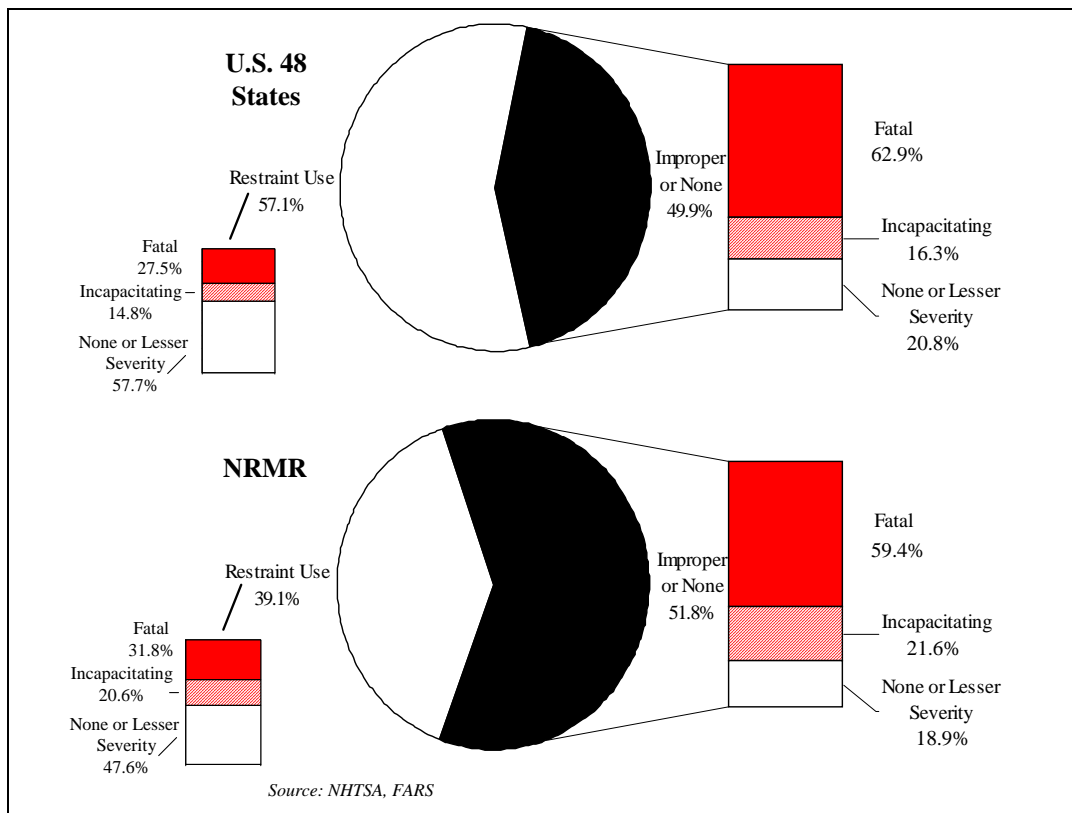 U.S. 48
States
Restraint Use
57.1%
Fatal
27.5%
Incapacitating
14.8%
None or Lesser
Severity
57.7%
Improper
or None
49.9%
Fatal
62.9%
Incapacitating
16.3%
None or Lesser
Severity
20.8%
NRMR
Restraint Use
39.1%
Fatal
31.8%
Incapacitating
20.6%
None or Lesser
Severity
47.6%
Improper
or None
51.8%
Fatal
59.4%
Incapacitating
21.6%
None or Lesser
Severity
18.9%
Source: NHTSA, FARS